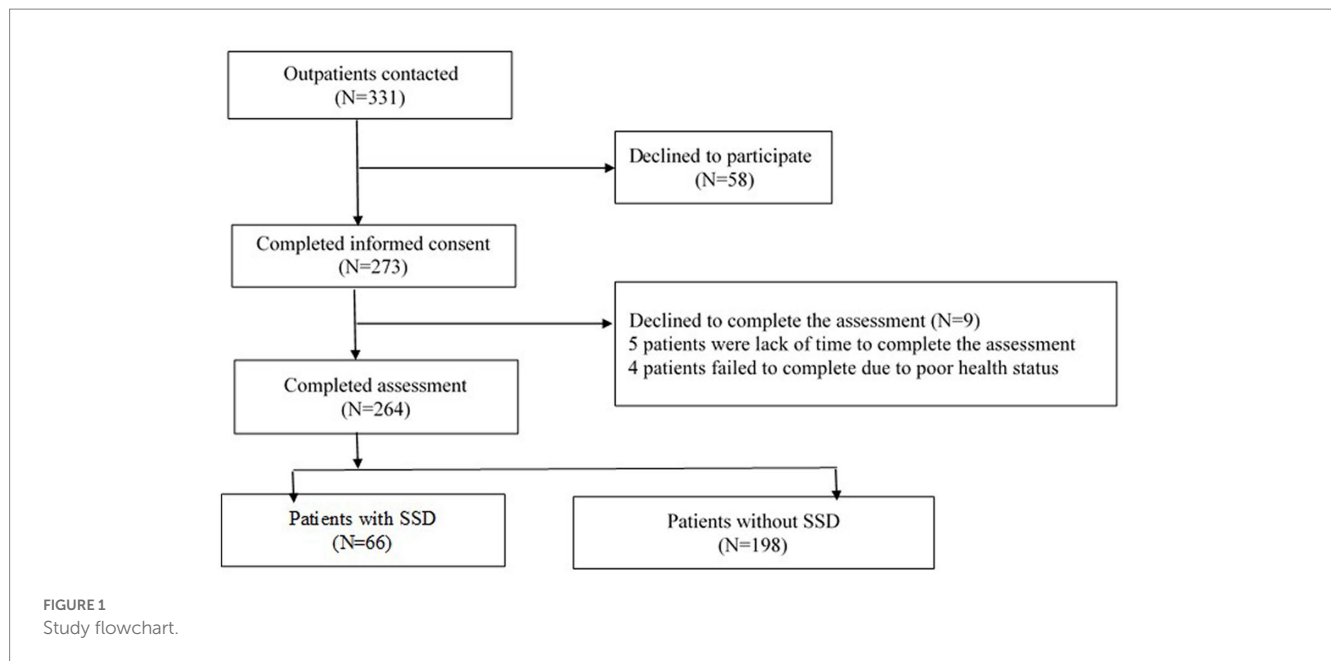 Outpatients contacted
(N=331)
Declined to participate
(N=58)
Completed informed consent
(N=273)
Declined to complete the assessment (N=9)
5 patients were lack of time to complete the assessment
4 patients failed to complete due to poor health status
Completed assessment
(N=264)
Patients with SSD
(N=66)
Patients without SSD
(N=198)
FIGURE 1
Study flowchart.